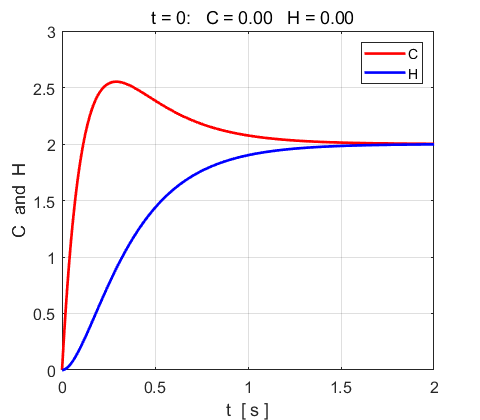 t = 0: C = 0.00 H = 0.00
C and H
3
2.5
2
1.5
1
0.5
0
C
H
0
0.5
1
1.5
2
t [ s ]